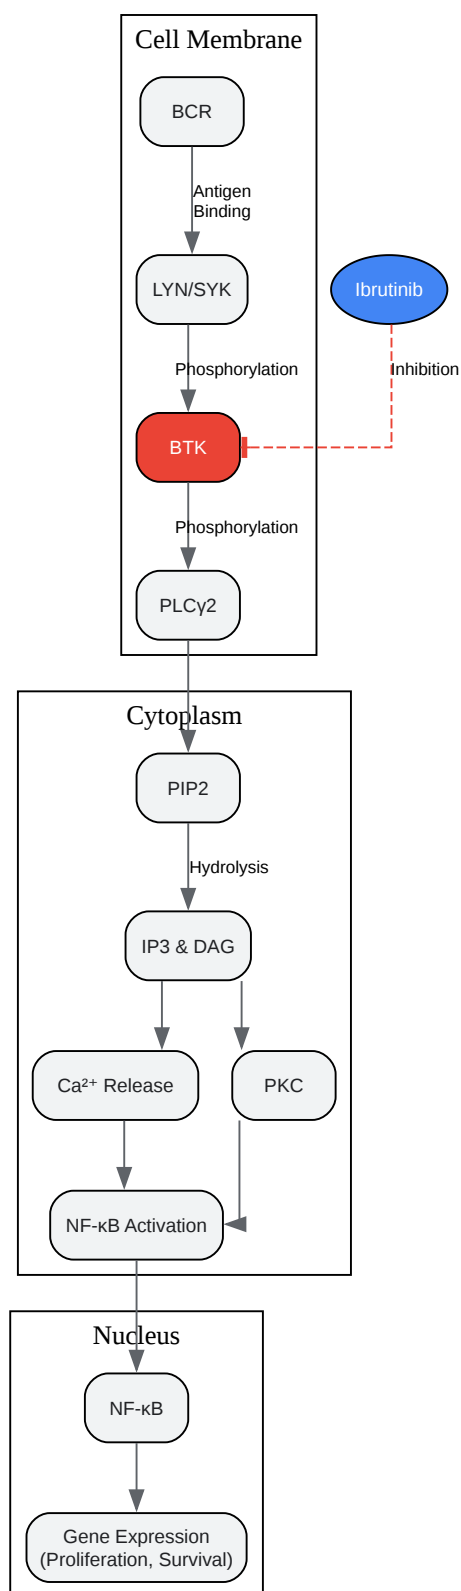 Cell Membrane
BCR
Antigen
Binding
LYN/SYK
Ibrutinib
Phosphorylation
Inhibition
BTK
Phosphorylation
PLCγ2
Cytoplasm
PIP2
Hydrolysis
IP3 & DAG
Ca²⁺ Release
PKC
NF-κB Activation
Nucleus
NF-κB
Gene Expression
(Proliferation, Survival)